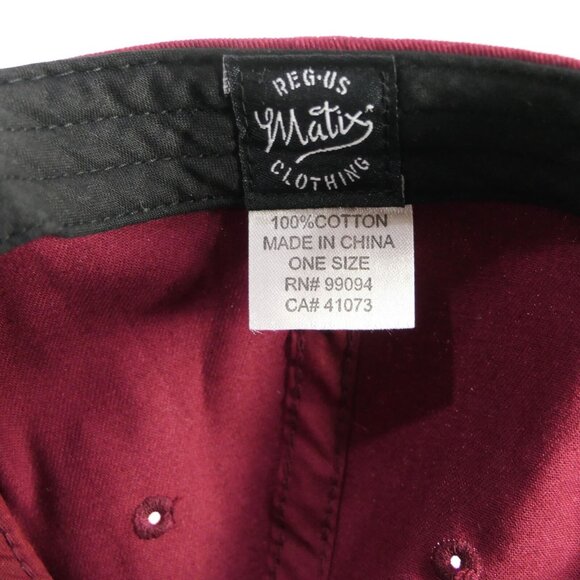 REG·US
Matix
CLOTHING
100%COTTON
MADE IN CHINA
ONE SIZE
RN# 99094
CA# 41073